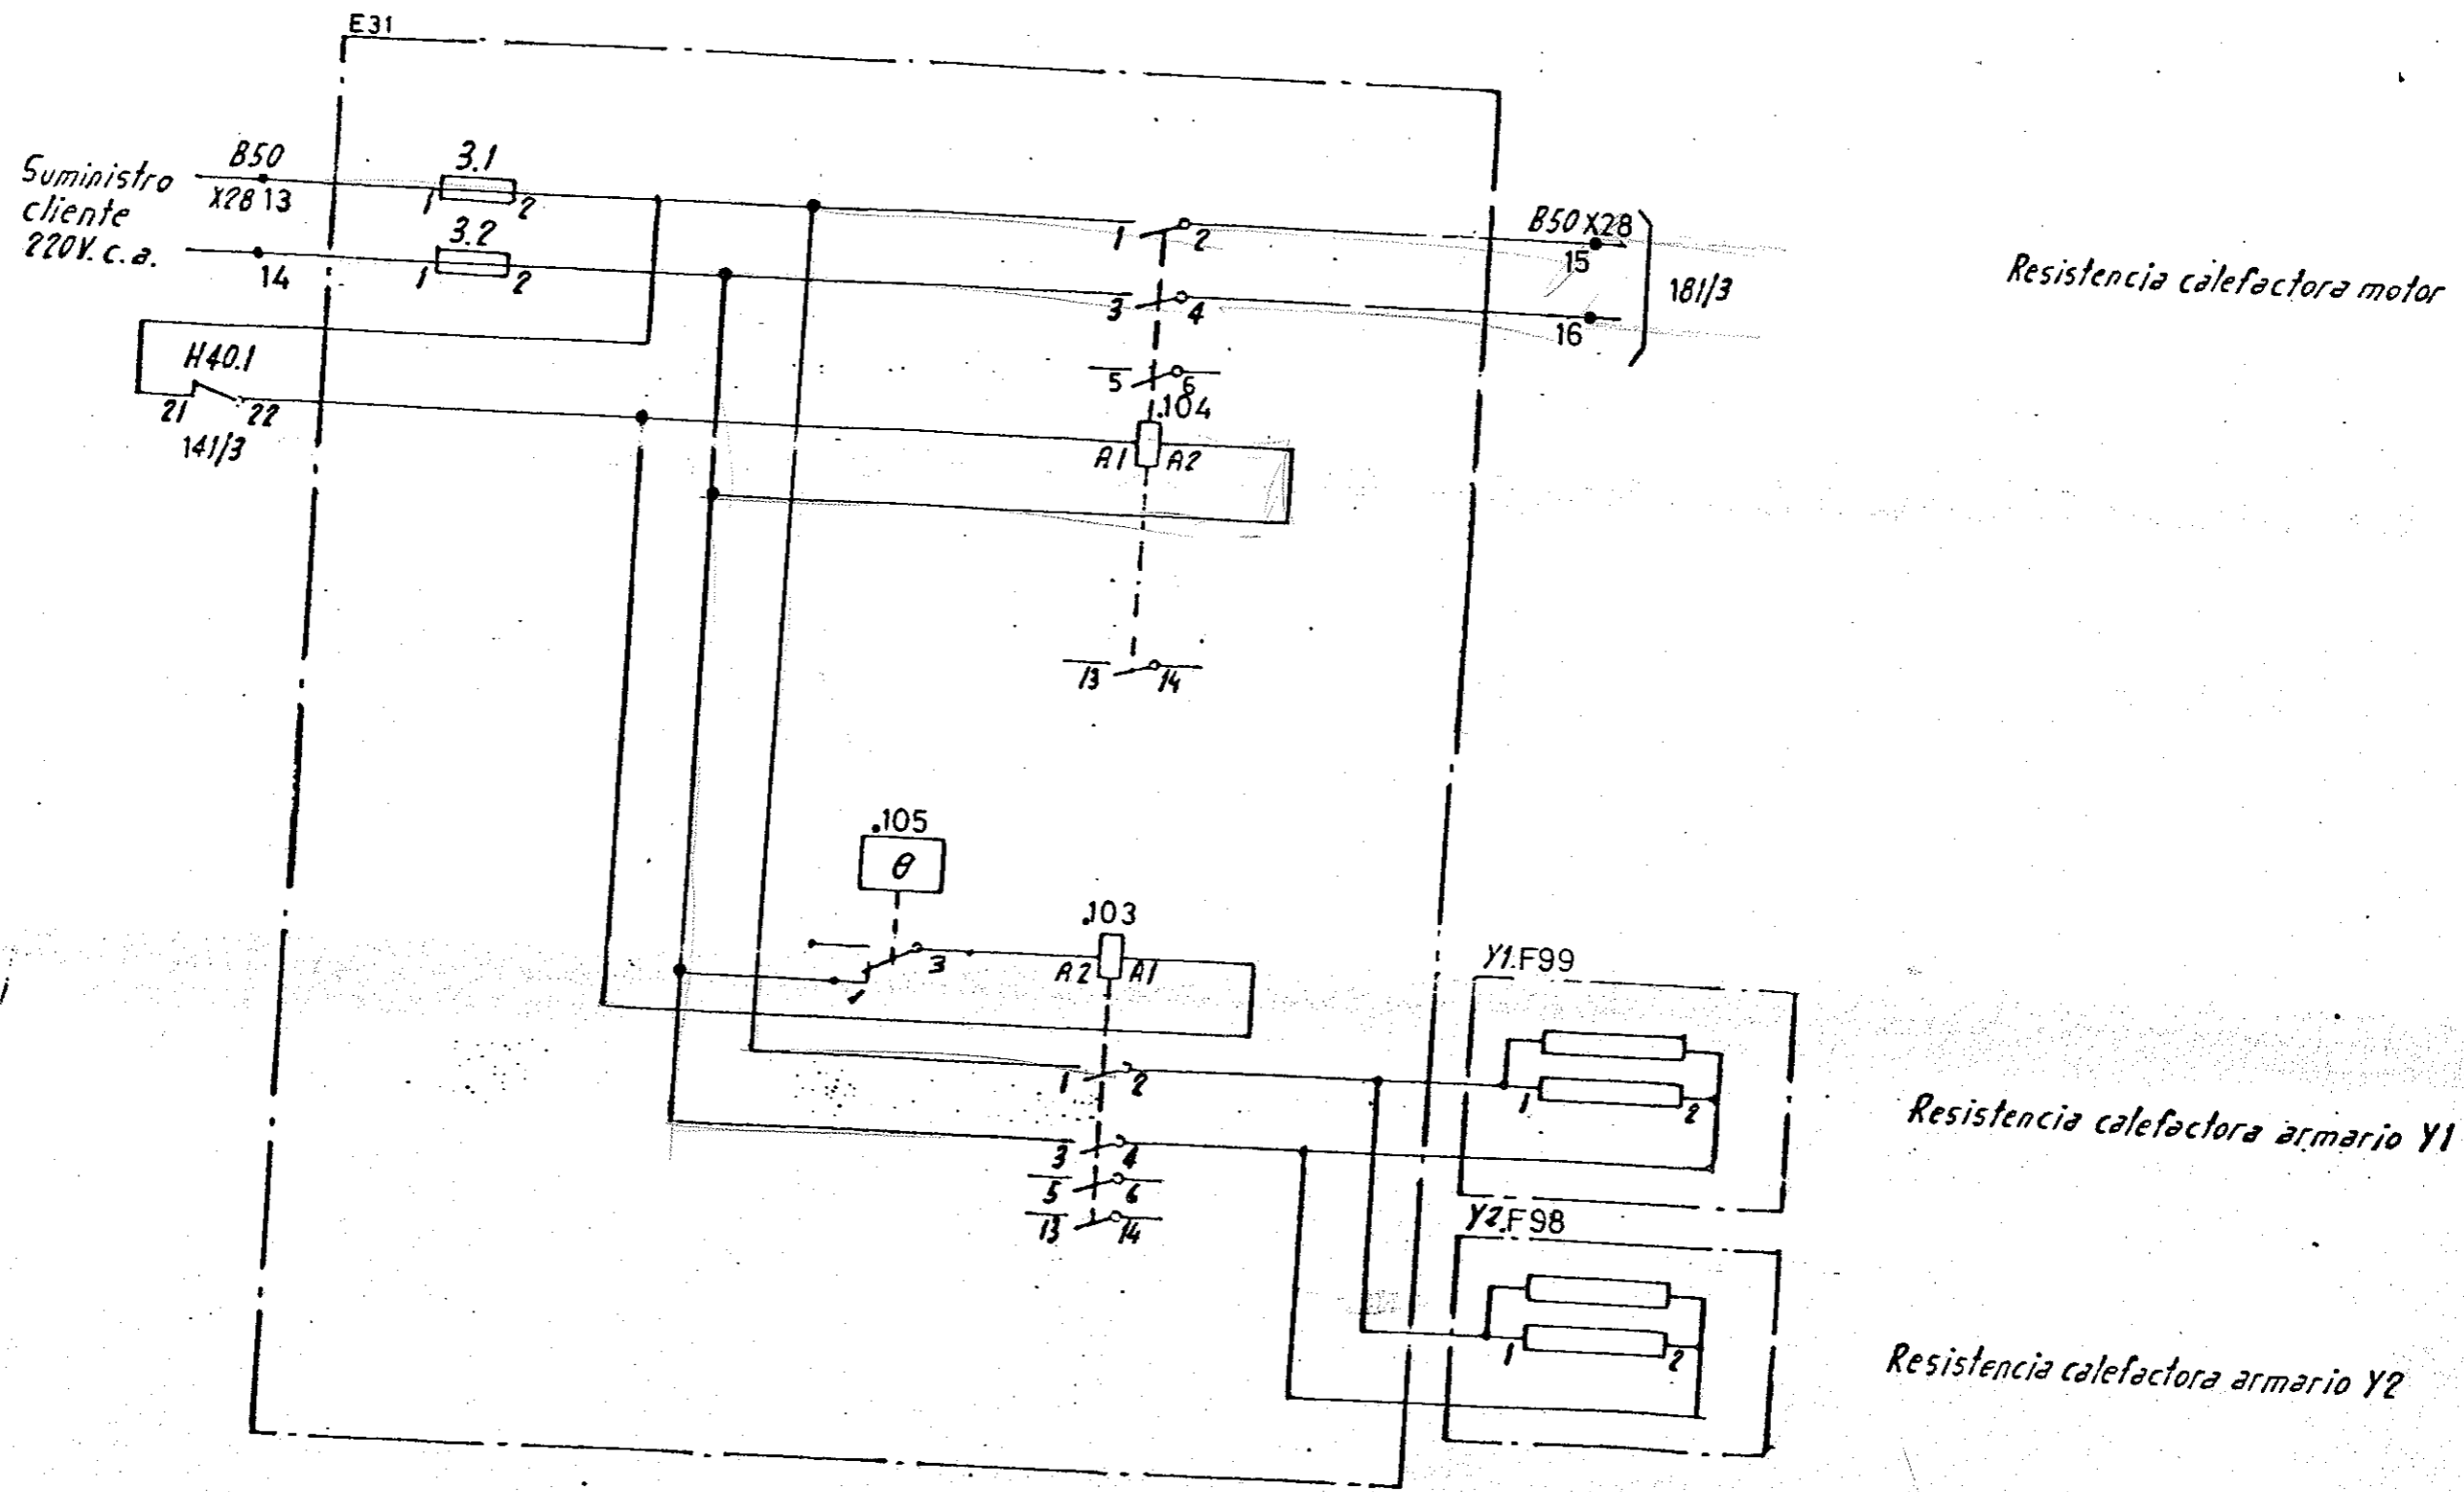 E31
Suministro
cliente
220V. c.a.
B50
X28 13
14
3.1
1 2
3.2
1 2
1 2
3 4
5 6
.104
A1 A2
13 14
B50 X28
15
16
181/3
Resistencia calefactora motor
H40.1
21 22
141/3
.105
θ
1 3
.103
A2 A1
1 2
3 4
5 6
13 14
Y1.F99
1 2
Resistencia calefactora armario Y1
Y2.F98
1 2
Resistencia calefactora armario Y2